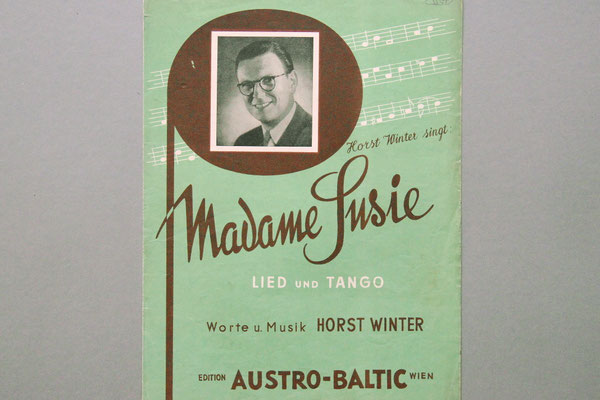 Horst Winter singt:
Madame Susie
LIED UND TANGO
Worte u. Musik HORST WINTER
EDITION AUSTRO-BALTIC WIEN